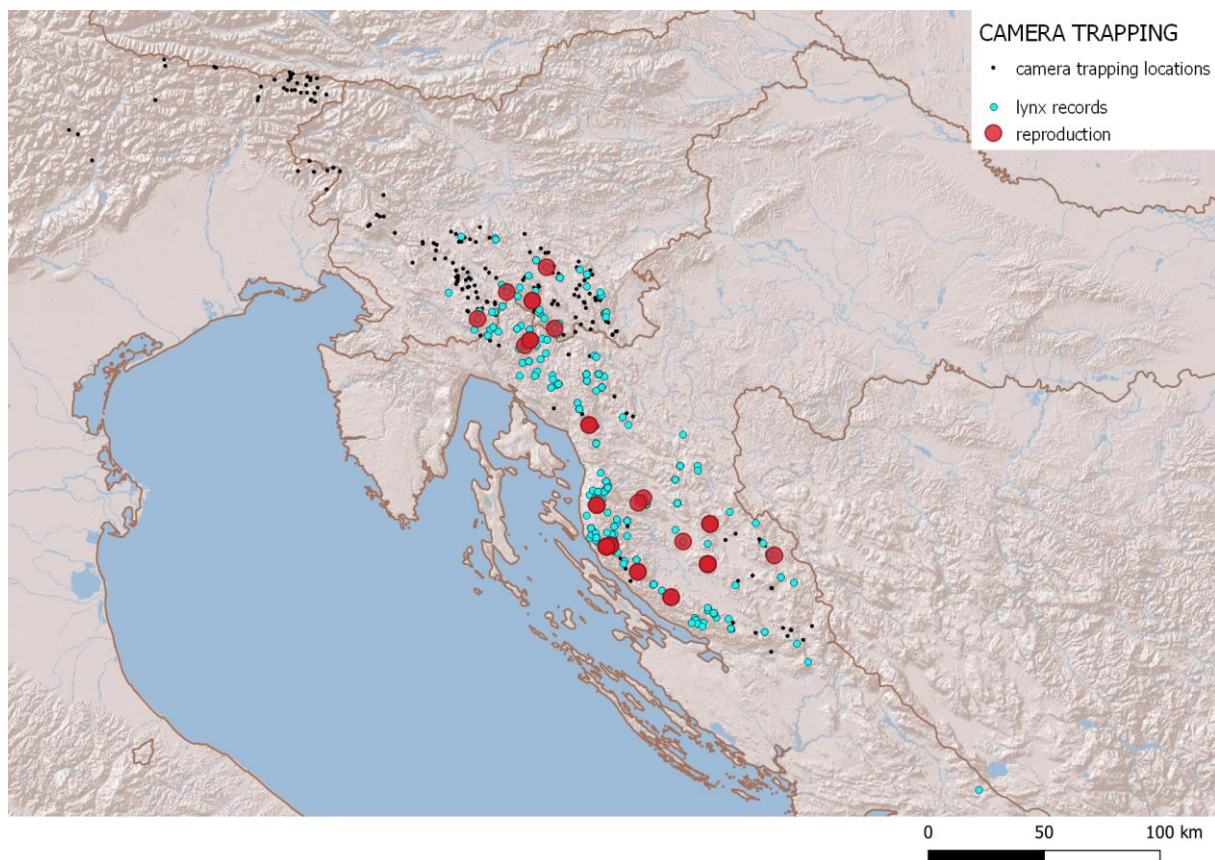 CAMERA TRAPPING
camera trapping locations
lynx records
reproduction
0 50 100 km